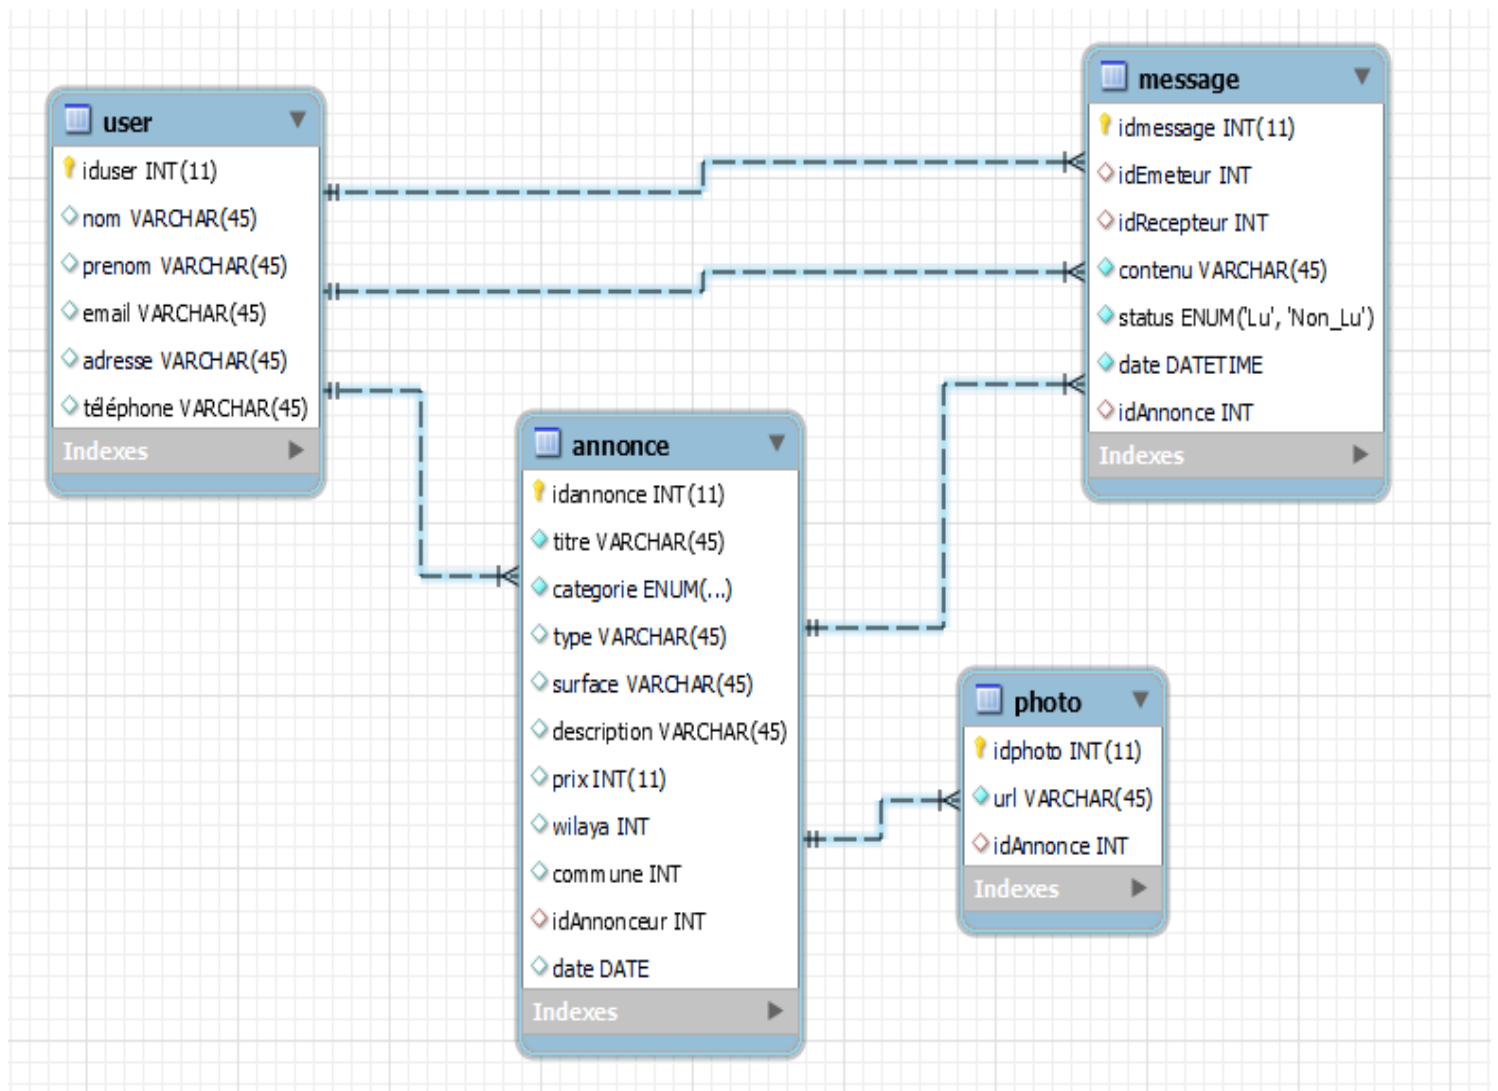 user
iduser INT(11)
nom VARCHAR(45)
prenom VARCHAR(45)
email VARCHAR(45)
adresse VARCHAR(45)
téléphone VARCHAR(45)
Indexes
message
idmessage INT(11)
idEmeteur INT
idRecepteur INT
contenu VARCHAR(45)
status ENUM('Lu', 'Non_Lu')
date DATETIME
idAnnonce INT
Indexes
annonce
idannonce INT(11)
titre VARCHAR(45)
categorie ENUM(...)
type VARCHAR(45)
surface VARCHAR(45)
description VARCHAR(45)
prix INT(11)
wilaya INT
commune INT
idAnnonceur INT
date DATE
Indexes
photo
idphoto INT(11)
url VARCHAR(45)
idAnnonce INT
Indexes